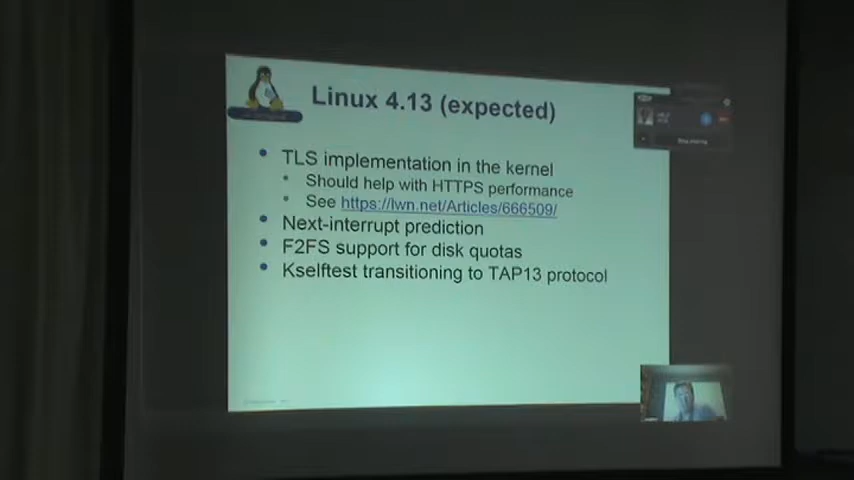 Linux 4.13 (expected)
• TLS implementation in the kernel
• Should help with HTTPS performance
• See https://lwn.net/Articles/666509/
• Next-interrupt prediction
• F2FS support for disk quotas
• Kselftest transitioning to TAP13 protocol